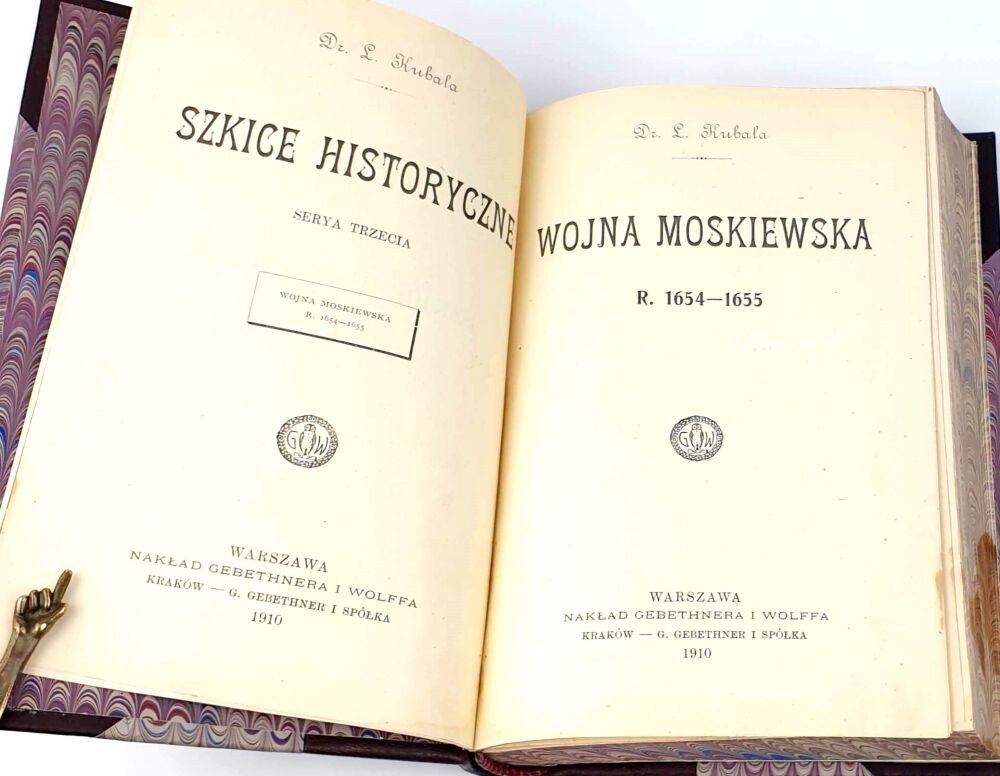 Dr. L. Kubala
SZKICE HISTORYCZNE
SERYA TRZECIA
WOJNA MOSKIEWSKA
R. 1654—1655
G W
WARSZAWA
NAKŁAD GEBETHNERA I WOLFFA
KRAKÓW — G. GEBETHNER I SPÓŁKA
1910
Dr. L. Kubala
WOJNA MOSKIEWSKA
R. 1654—1655
G W
WARSZAWA
NAKŁAD GEBETHNERA I WOLFFA
KRAKÓW — G. GEBETHNER I SPÓŁKA
1910